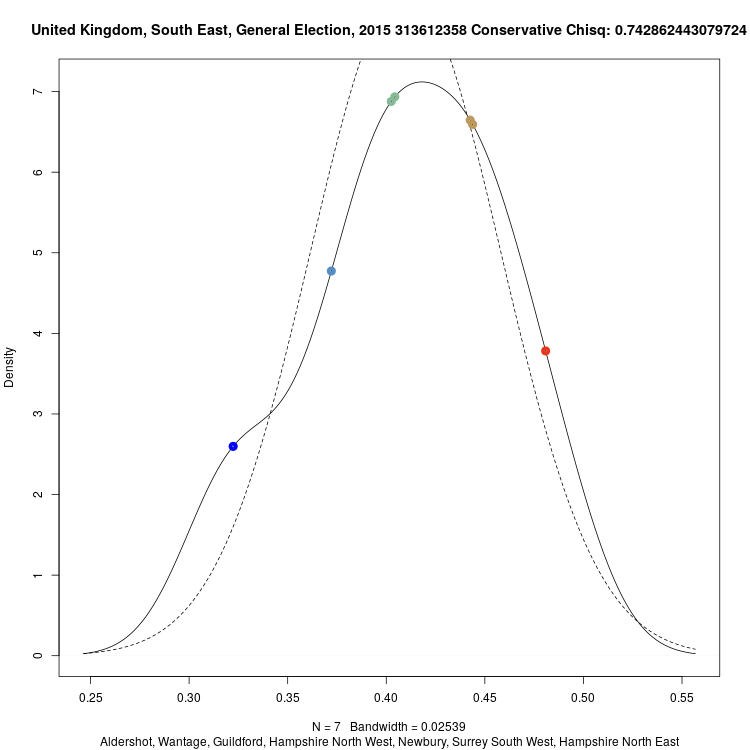 United Kingdom, South East, General Election, 2015 313612358 Conservative Chisq: 0.742862443079724
7
6
5
4
3
2
1
0
Density
0.25 0.30 0.35 0.40 0.45 0.50 0.55
N = 7 Bandwidth = 0.02539
Aldershot, Wantage, Guildford, Hampshire North West, Newbury, Surrey South West, Hampshire North East